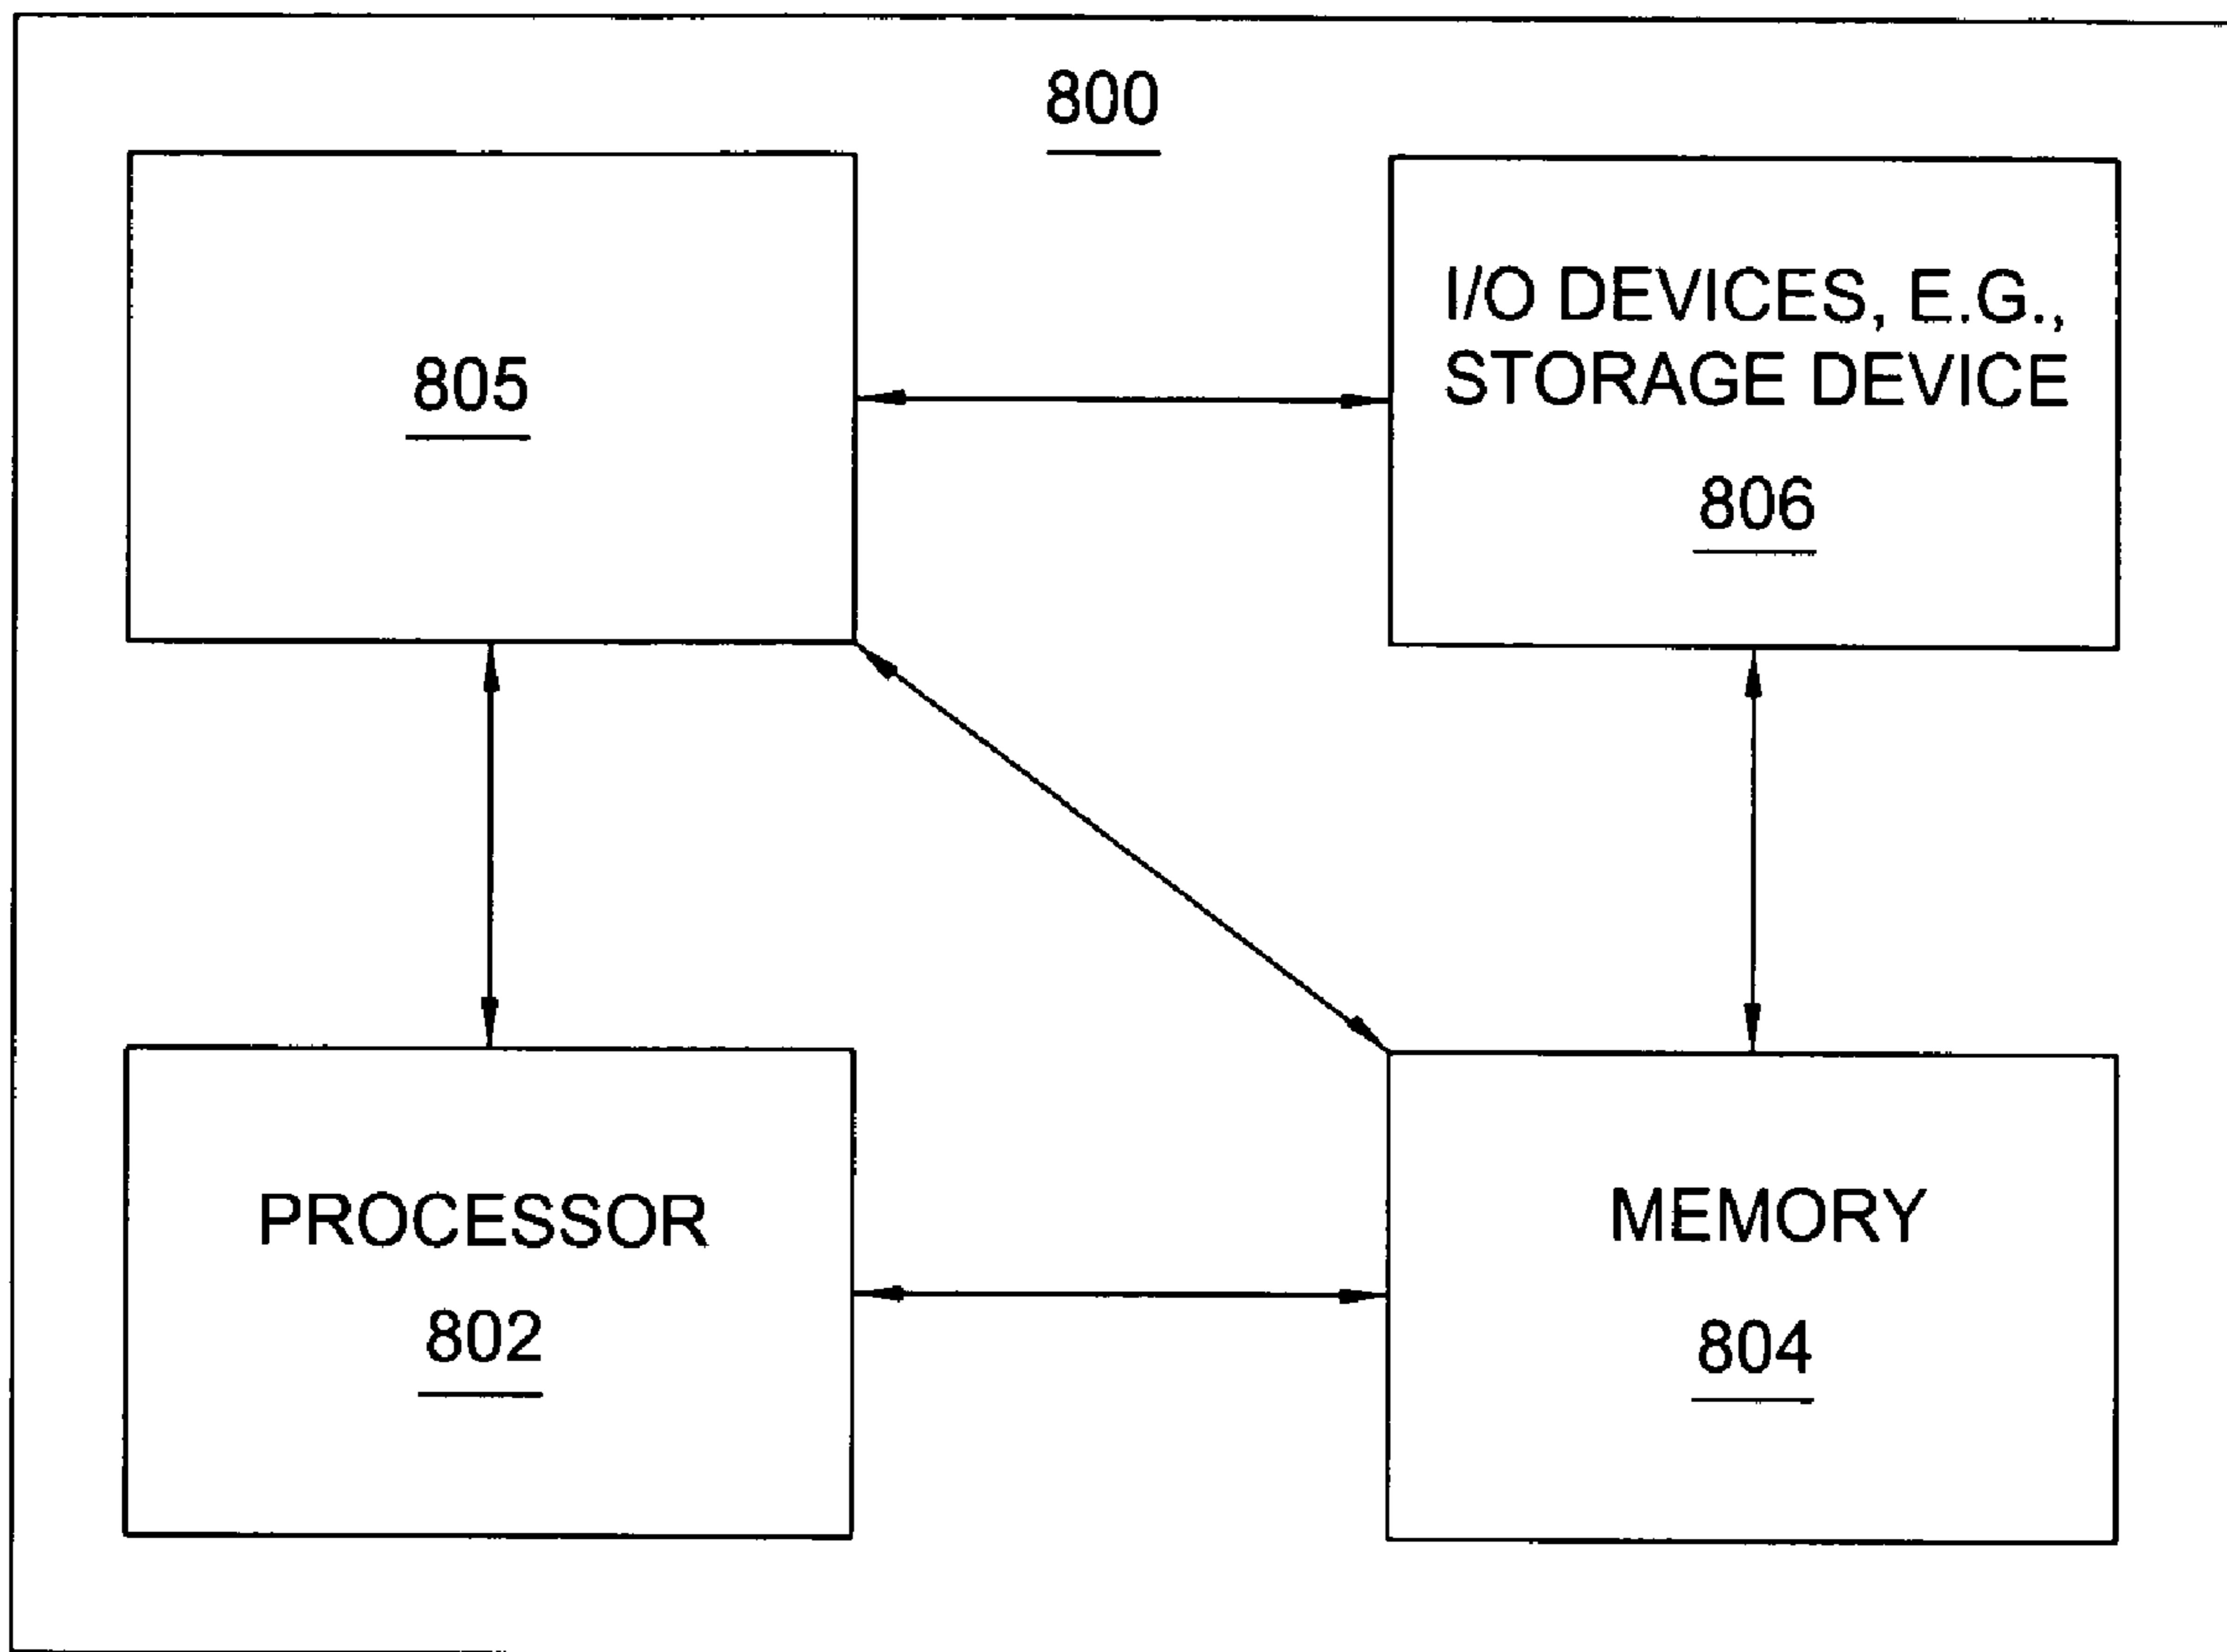 800
805
I/O DEVICES, E.G.,
STORAGE DEVICE
806
PROCESSOR
802
MEMORY
804